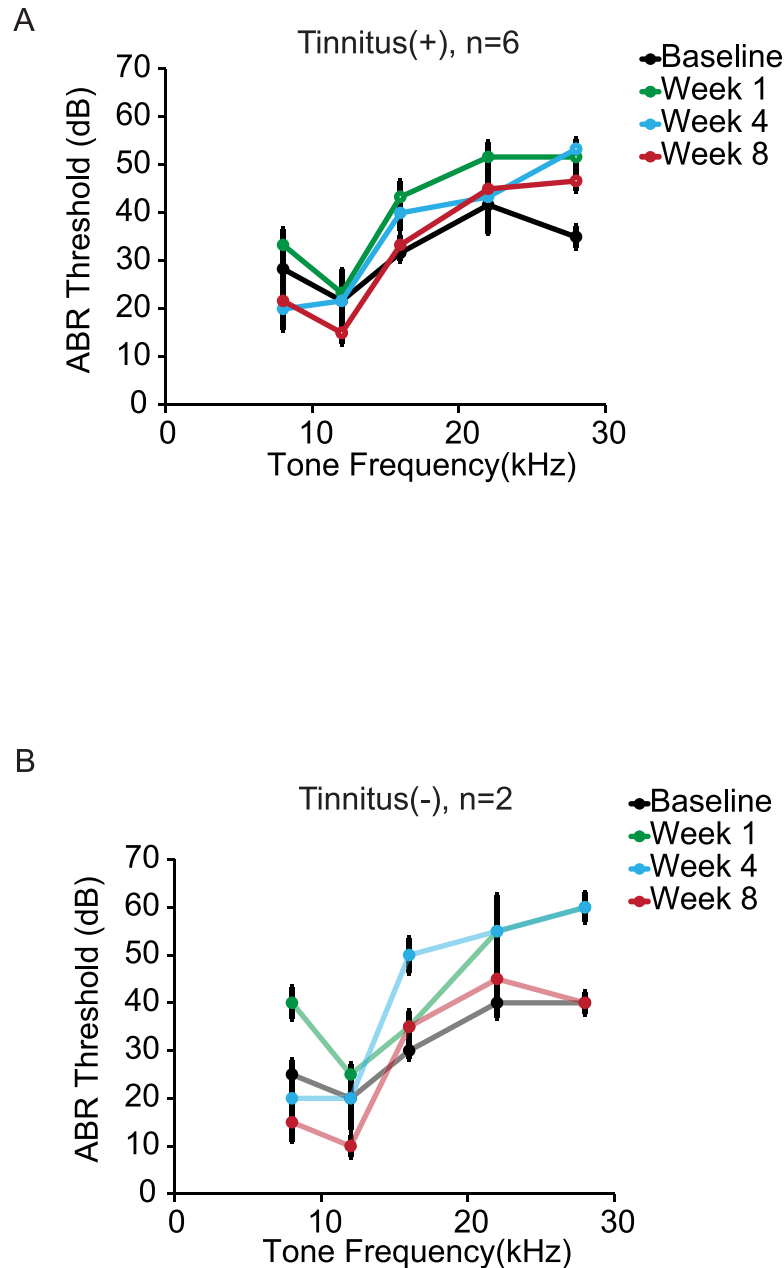 A
Tinnitus(+), n=6
Baseline
Week 1
Week 4
Week 8
ABR Threshold (dB)
70
60
50
40
30
20
10
0
0 10 20 30
Tone Frequency(kHz)
B
Tinnitus(-), n=2
Baseline
Week 1
Week 4
Week 8
ABR Threshold (dB)
70
60
50
40
30
20
10
0
0 10 20 30
Tone Frequency(kHz)